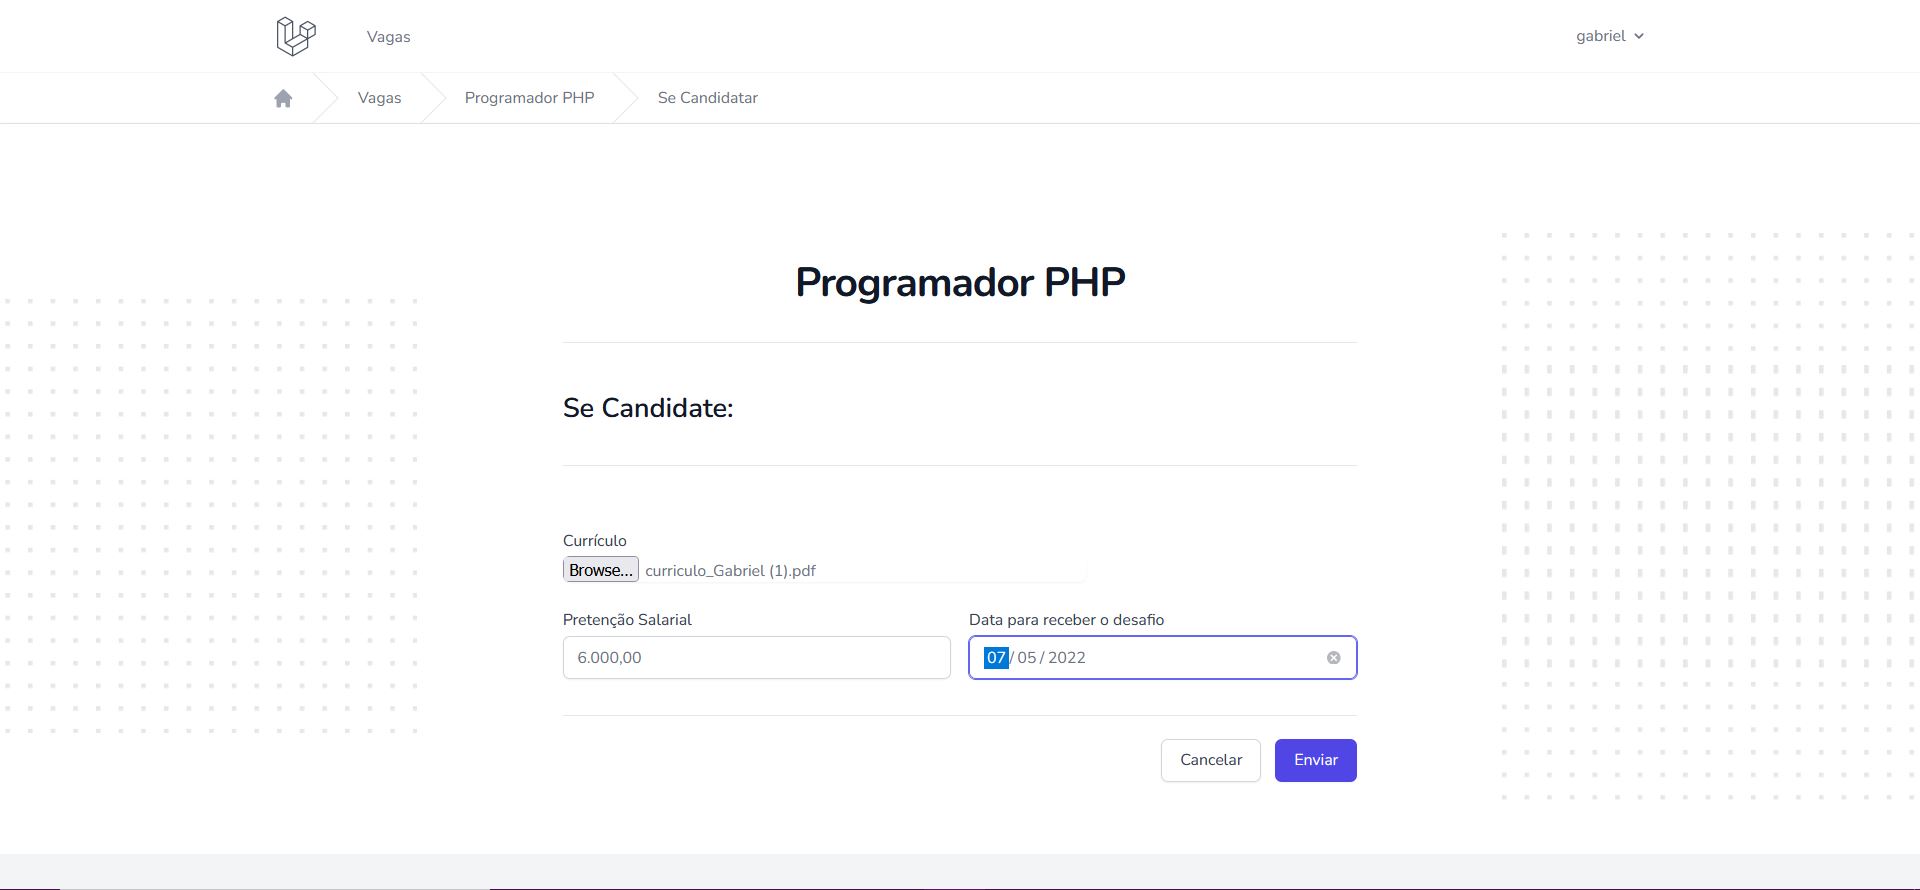 Vagas
gabriel
Vagas
Programador PHP
Se Candidatar
Programador PHP
Se Candidate:
Currículo
Browse... curriculo_Gabriel (1).pdf
Pretenção Salarial
Data para receber o desafio
6.000,00
07/05/2022
Cancelar
Enviar